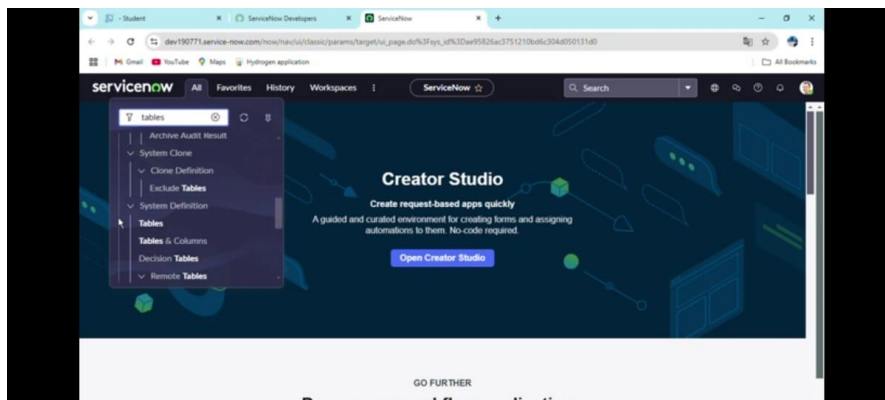 - Student
ServiceNow Developers
ServiceNow
dev190771.service-now.com/now/nav/ui/classic/params/target/ui_page.do%3Fsys_id%3Dae95826ac3751210bd6c304d050131d0
Gmail YouTube Maps Hydrogen application All Bookmarks
servicenow All Favorites History Workspaces ServiceNow Search
tables
Archive Audit Result
System Clone
Clone Definition
Exclude Tables
System Definition
Tables
Tables & Columns
Decision Tables
Remote Tables
Creator Studio
Create request-based apps quickly
A guided and curated environment for creating forms and assigning
automations to them. No-code required.
Open Creator Studio
GO FURTHER